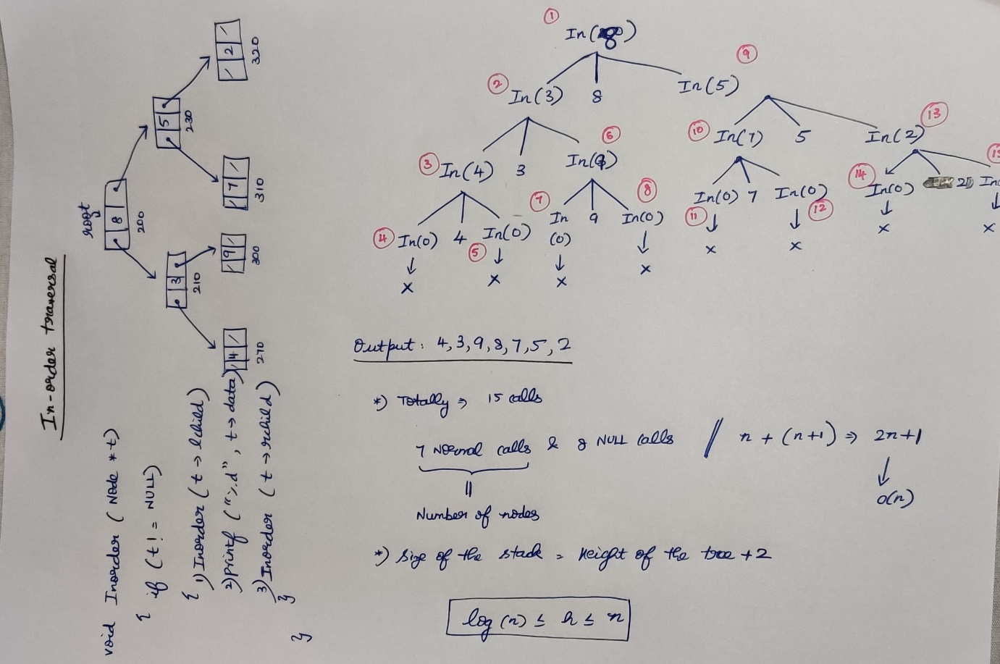 In-order traversal
root
8
200
3
210
5
230
4
270
9
300
7
310
2
320
void Inorder ( Node *t )
{ if ( t! = NULL)
{ 1) Inorder ( t → lchild )
2) printf ( "%d", t → data)
3) Inorder ( t → rchild )
}
}
① In(8)
② In(3) 8 In(5) ⑨
③ In(4) 3 In(9) ⑥ ⑩ In(7) 5 In(2) ⑬
④ In(0) 4 In(0) ⑤ ⑦ In (0) 9 In(0) ⑧ ⑪ In(0) 7 In(0) ⑫ ⑭ In(0) 2
x x x x x x x x
Output: 4,3,9,8,7,5,2
*) Totally ⇒ 15 calls
7 Normal calls & 8 NULL calls // n + (n+1) ⇒ 2n+1
↓
O(n)
||
Number of nodes
*) Size of the stack = Height of the tree +2
log (n) ≤ h ≤ n